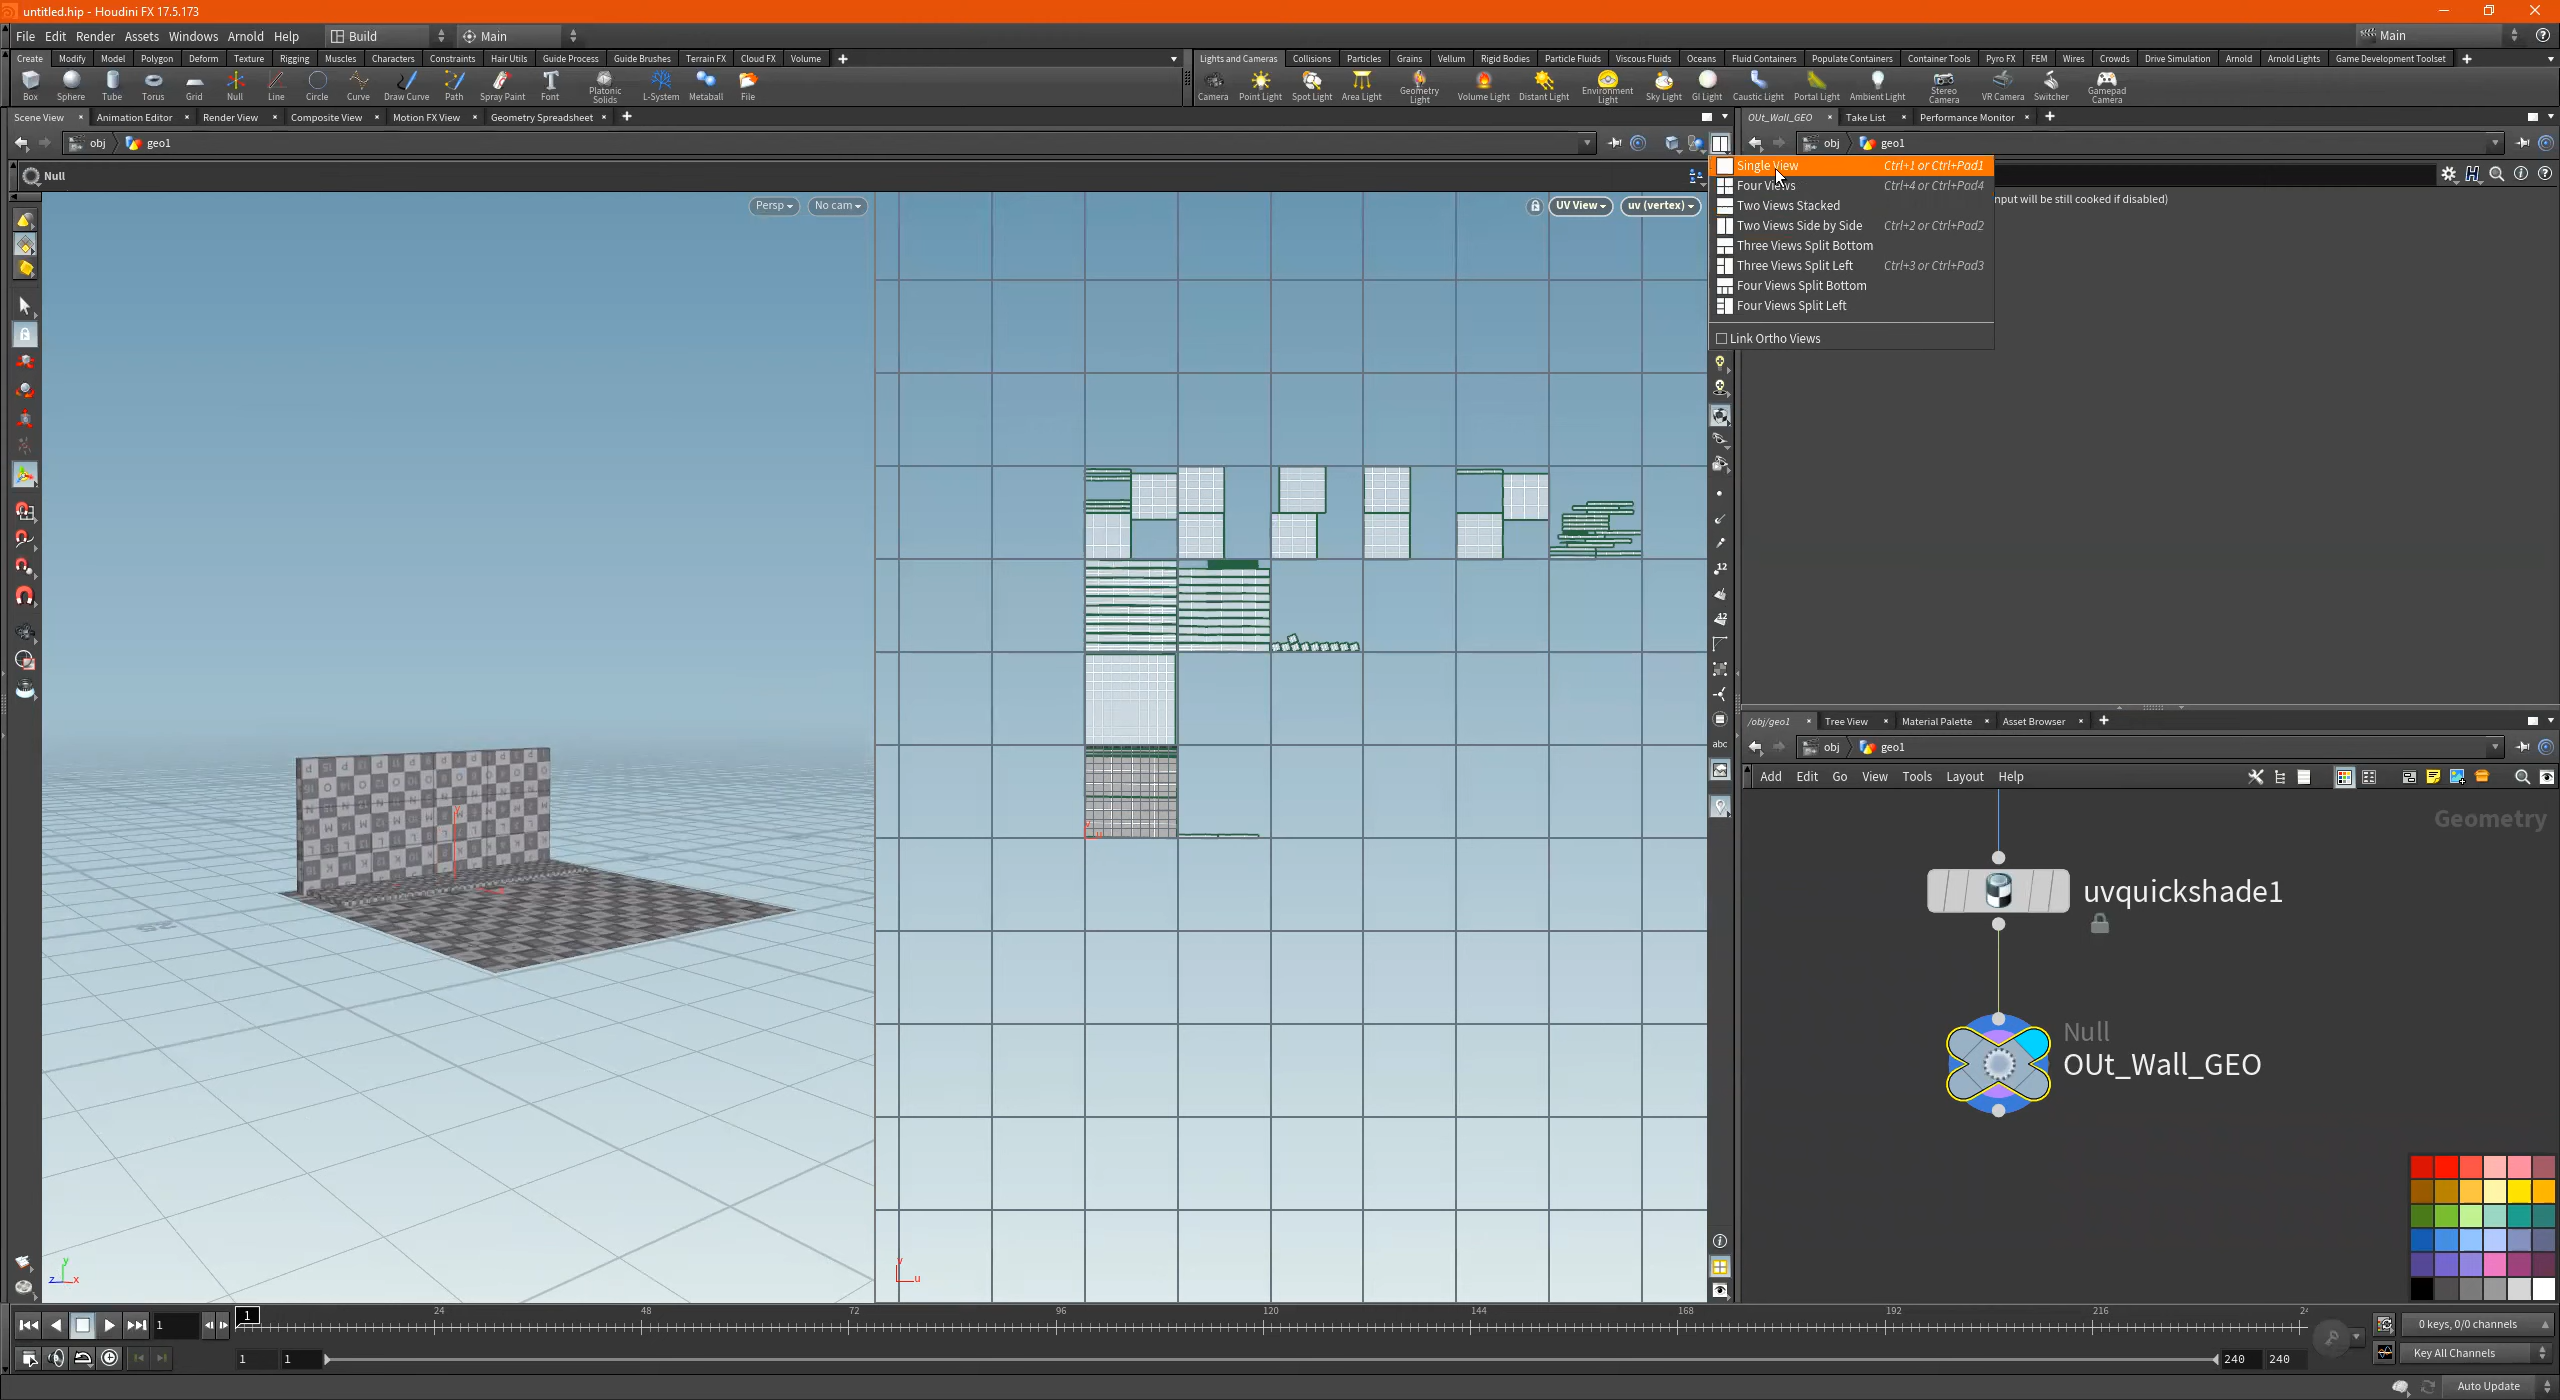 untitled.hip - Houdini FX 17.5.173
File Edit Render Assets Windows Arnold Help Build Main Main
Create Modify Model Polygon Deform Texture Rigging Muscles Characters Constraints Hair Utils Guide Process Guide Brushes Terrain FX Cloud FX Volume
Lights and Cameras Collisions Particles Grains Vellum Rigid Bodies Particle Fluids Viscous Fluids Oceans Fluid Containers Populate Containers Container Tools Pyro FX FEM Wires Crowds Drive Simulation Arnold Arnold Lights Game Development Toolset
Box Sphere Tube Torus Grid Null Line Circle Curve Draw Curve Path Spray Paint Font Platonic Solids L-System Metaball File
Camera Point Light Spot Light Area Light Geometry Light Volume Light Distant Light Environment Light Sky Light GI Light Caustic Light Portal Light Ambient Light Stereo Camera VR Camera Switcher Gamepad Camera
Scene View Animation Editor Render View Composite View Motion FX View Geometry Spreadsheet
OUt_Wall_GEO Take List Performance Monitor
obj geo1
obj geo1
Null
Persp No cam UV View uv (vertex)
Single View Ctrl+1 or Ctrl+Pad1
Four Views Ctrl+4 or Ctrl+Pad4
Two Views Stacked
Two Views Side by Side Ctrl+2 or Ctrl+Pad2
Three Views Split Bottom
Three Views Split Left Ctrl+3 or Ctrl+Pad3
Four Views Split Bottom
Four Views Split Left
Link Ortho Views
nput will be still cooked if disabled)
12
12
abc
/obj/geo1 Tree View Material Palette Asset Browser
obj geo1
Add Edit Go View Tools Layout Help
Geometry
uvquickshade1
Null
OUt_Wall_GEO
y
z x
v
u
1 1 24 48 72 96 120 144 168 192 216 24
0 keys, 0/0 channels
1 1 240 240
Key All Channels
Auto Update